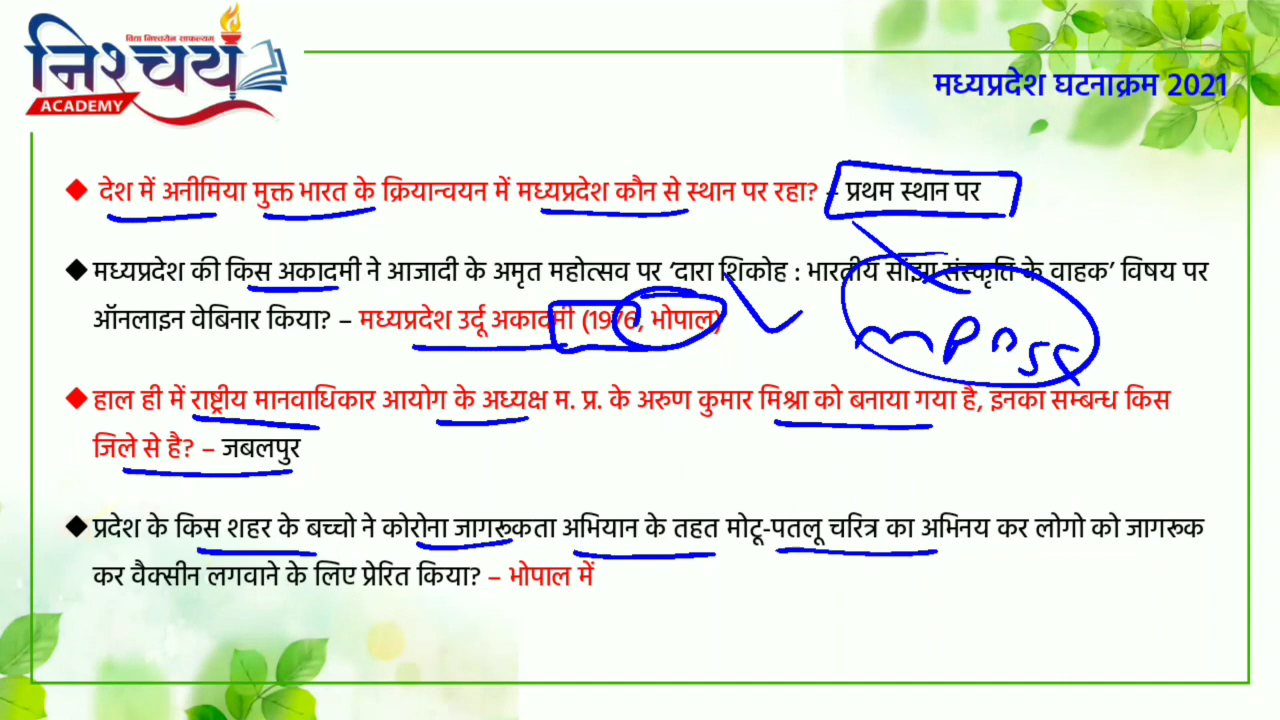 विद्या निश्चयेन साफल्यम्
निश्चय
ACADEMY
मध्यप्रदेश घटनाक्रम 2021
देश में अनीमिया मुक्त भारत के क्रियान्वयन में मध्यप्रदेश कौन से स्थान पर रहा? – प्रथम स्थान पर
मध्यप्रदेश की किस अकादमी ने आजादी के अमृत महोत्सव पर ‘दारा शिकोह : भारतीय सांझा संस्कृति के वाहक’ विषय पर
ऑनलाइन वेबिनार किया? – मध्यप्रदेश उर्दू अकादमी (1976, भोपाल)
हाल ही में राष्ट्रीय मानवाधिकार आयोग के अध्यक्ष म. प्र. के अरुण कुमार मिश्रा को बनाया गया है, इनका सम्बन्ध किस
जिले से है? – जबलपुर
प्रदेश के किस शहर के बच्चो ने कोरोना जागरूकता अभियान के तहत मोटू-पतलू चरित्र का अभिनय कर लोगो को जागरूक
कर वैक्सीन लगवाने के लिए प्रेरित किया? – भोपाल में